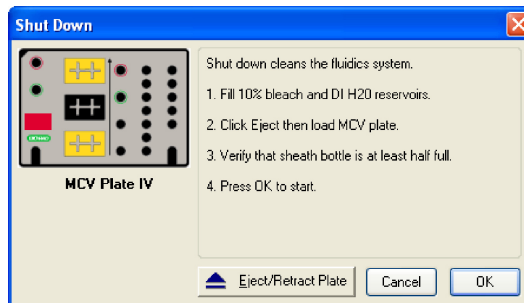 Shut Down
Shut down cleans the fluidics system.
1. Fill 10% bleach and DI H20 reservoirs.
2. Click Eject then load MCV plate.
3. Verify that sheath bottle is at least half full.
4. Press OK to start.
MCV Plate IV
Eject/Retract Plate
Cancel
OK